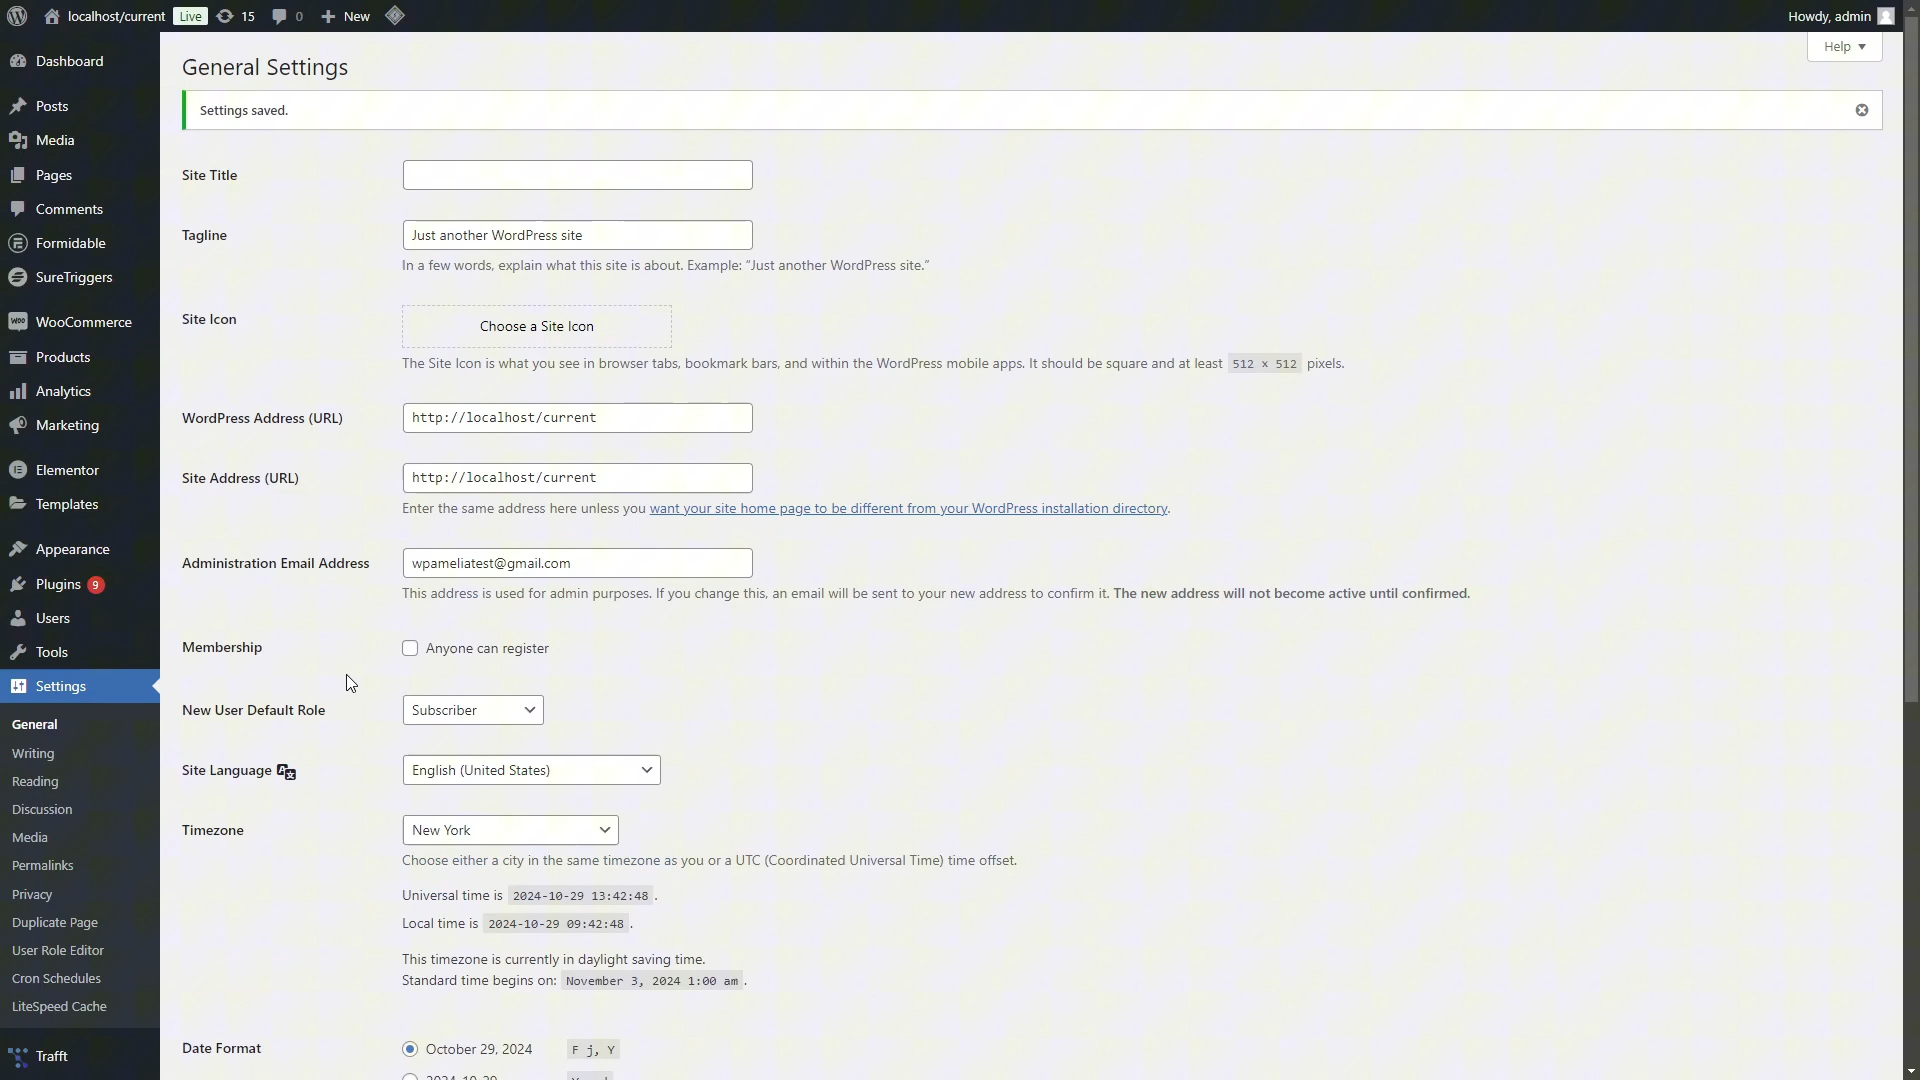 localhost/current Live 15 0 New Howdy, admin
Help
Dashboard
Posts
Media
Pages
Comments
Formidable
SureTriggers
WOO WooCommerce
Products
Analytics
Marketing
Elementor
Templates
Appearance
Plugins 9
Users
Tools
Settings
General
Writing
Reading
Discussion
Media
Permalinks
Privacy
Duplicate Page
User Role Editor
Cron Schedules
LiteSpeed Cache
Trafft
General Settings
Settings saved.
Site Title
Tagline
Just another WordPress site
In a few words, explain what this site is about. Example: “Just another WordPress site.”
Site Icon
Choose a Site Icon
The Site Icon is what you see in browser tabs, bookmark bars, and within the WordPress mobile apps. It should be square and at least 512 × 512 pixels.
WordPress Address (URL)
http://localhost/current
Site Address (URL)
http://localhost/current
Enter the same address here unless you want your site home page to be different from your WordPress installation directory.
Administration Email Address
wpameliatest@gmail.com
This address is used for admin purposes. If you change this, an email will be sent to your new address to confirm it. The new address will not become active until confirmed.
Membership
Anyone can register
New User Default Role
Subscriber
Site Language
English (United States)
Timezone
New York
Choose either a city in the same timezone as you or a UTC (Coordinated Universal Time) time offset.
Universal time is 2024-10-29 13:42:48 .
Local time is 2024-10-29 09:42:48 .
This timezone is currently in daylight saving time.
Standard time begins on: November 3, 2024 1:00 am .
Date Format
October 29, 2024 F j, Y
2024-10-29